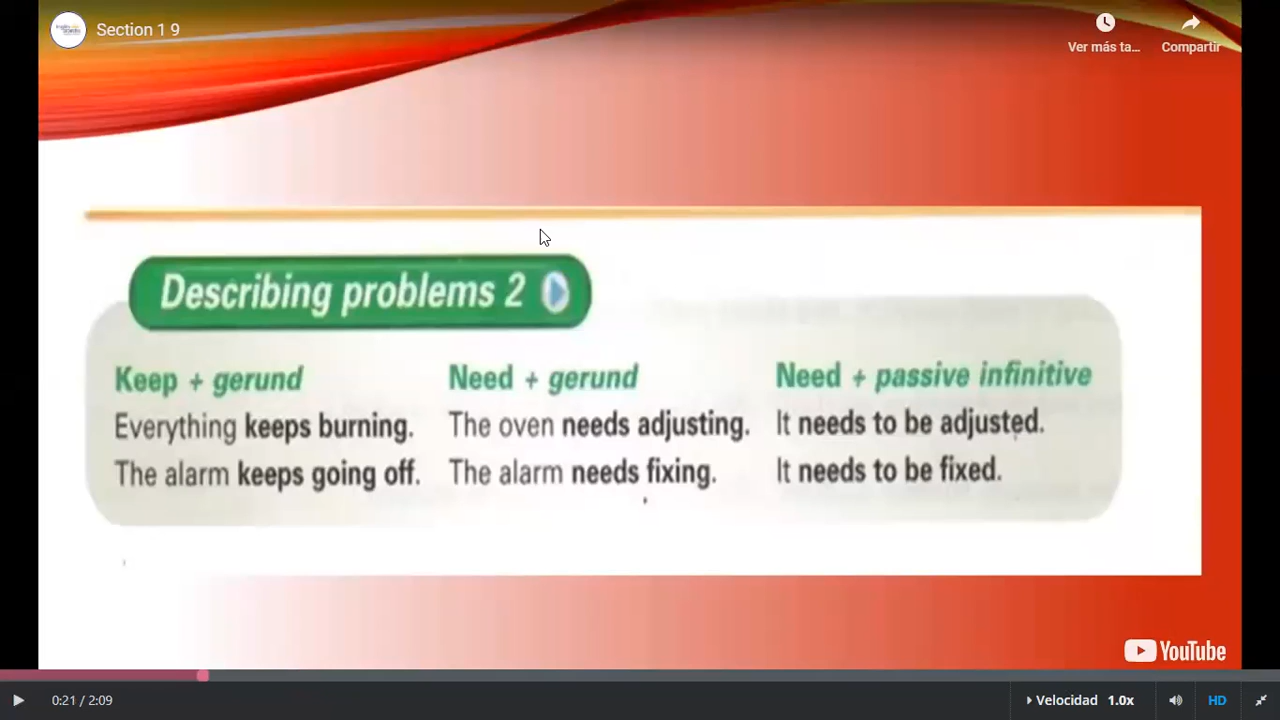 Section 1 9
Ver más ta...
Compartir
Describing problems 2
Keep + gerund
Everything keeps burning.
The alarm keeps going off.
Need + gerund
The oven needs adjusting.
The alarm needs fixing.
Need + passive infinitive
It needs to be adjusted.
It needs to be fixed.
YouTube
0:21 / 2:09
Velocidad 1.0x
HD